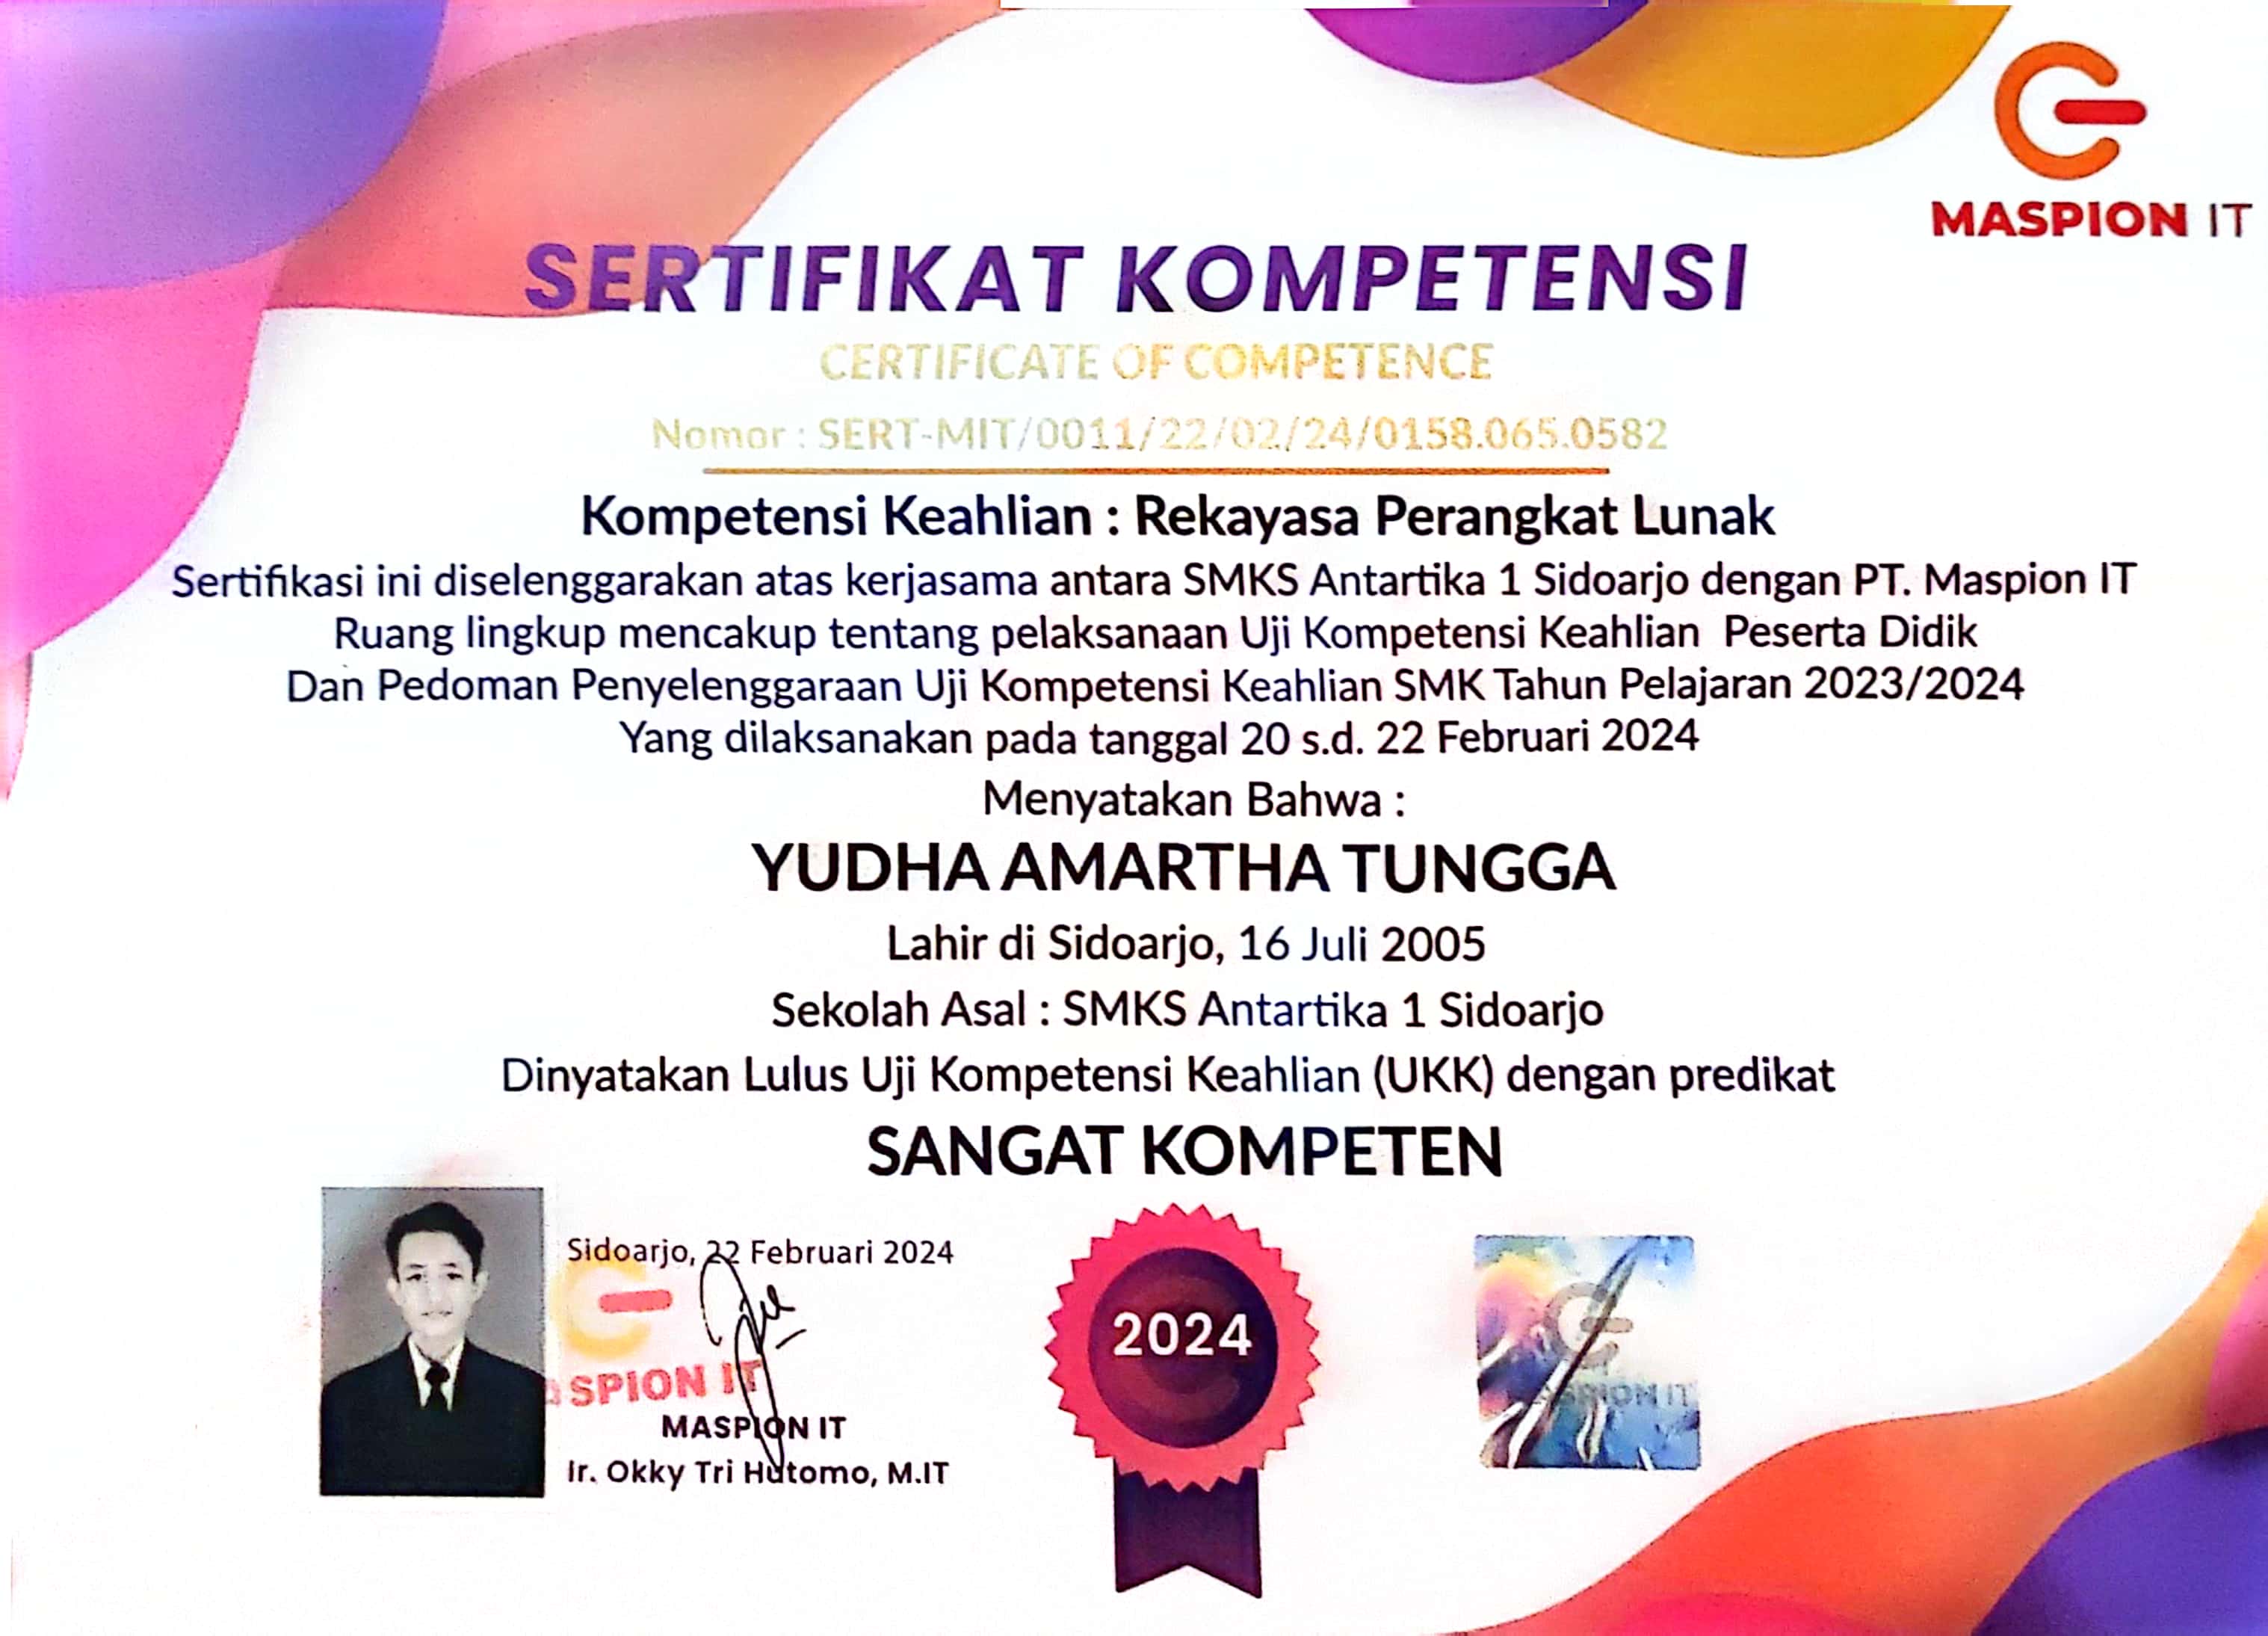 MASPION IT
SERTIFIKAT KOMPETENSI
CERTIFICATE OF COMPETENCE
Nomor : SERT-MIT/0011/22/02/24/0158.065.0582
Kompetensi Keahlian : Rekayasa Perangkat Lunak
Sertifikasi ini diselenggarakan atas kerjasama antara SMKS Antartika 1 Sidoarjo dengan PT. Maspion IT
Ruang lingkup mencakup tentang pelaksanaan Uji Kompetensi Keahlian Peserta Didik
Dan Pedoman Penyelenggaraan Uji Kompetensi Keahlian SMK Tahun Pelajaran 2023/2024
Yang dilaksanakan pada tanggal 20 s.d. 22 Februari 2024
Menyatakan Bahwa :
YUDHA AMARTHA TUNGGA
Lahir di Sidoarjo, 16 Juli 2005
Sekolah Asal : SMKS Antartika 1 Sidoarjo
Dinyatakan Lulus Uji Kompetensi Keahlian (UKK) dengan predikat
SANGAT KOMPETEN
Sidoarjo, 22 Februari 2024
SPION IT
MASPION IT
Ir. Okky Tri Hutomo, M.IT
2024